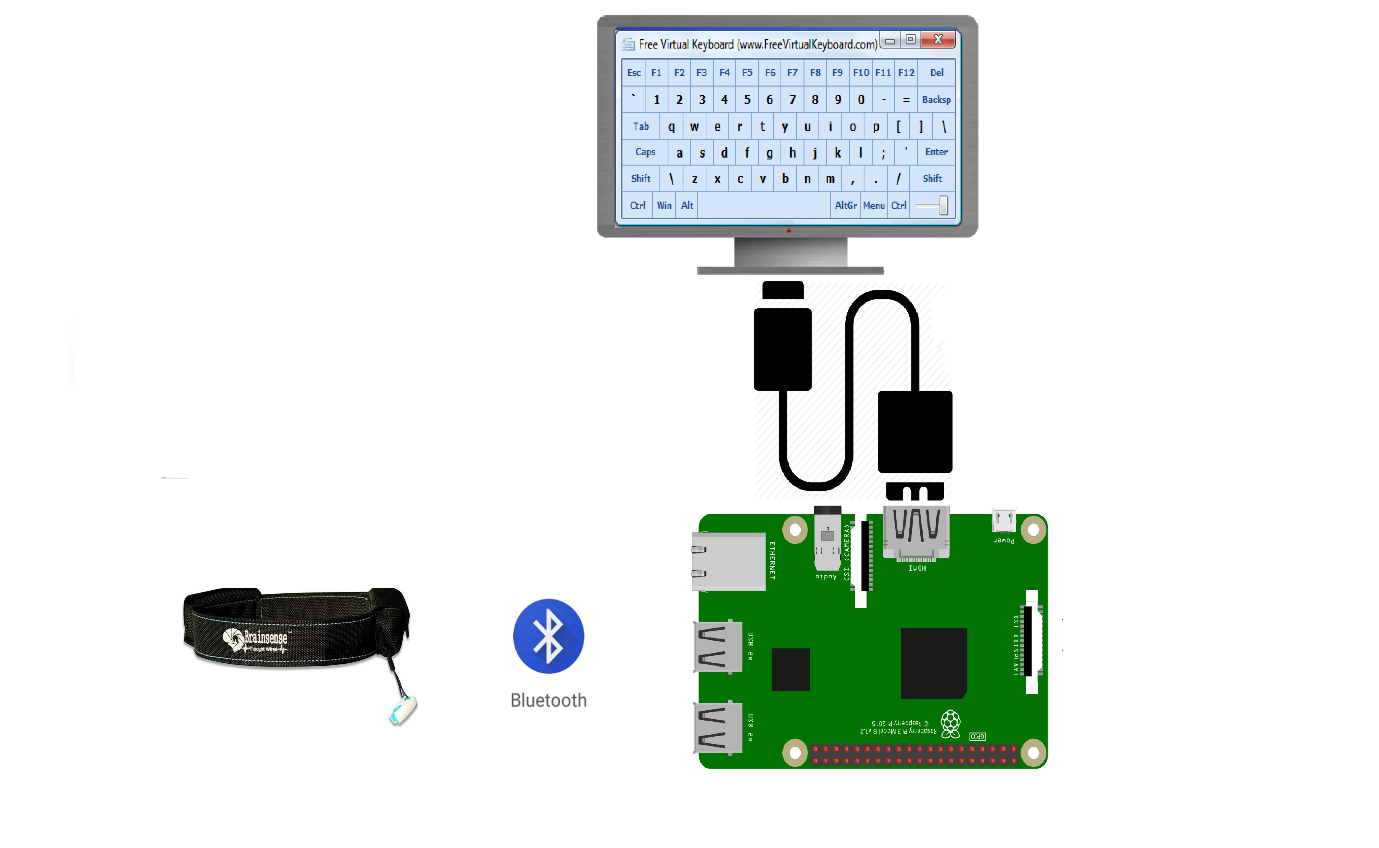 Free Virtual Keyboard (www.FreeVirtualKeyboard.com)
Esc F1 F2 F3 F4 F5 F6 F7 F8 F9 F10 F11 F12 Del
` 1 2 3 4 5 6 7 8 9 0 - = Backsp
Tab q w e r t y u i o p [ ] \
Caps a s d f g h j k l ; ' Enter
Shift \ z x c v b n m , . / Shift
Ctrl Win Alt AltGr Menu Ctrl
ETHERNET
Audio
CSI (CAMERA)
HDMI
Power
USB 2x
USB 2x
DSI (DISPLAY)
Raspberry Pi 3 Model B v1.2
© Raspberry Pi 2015
GPIO
Brainsense
Thought Wired
Bluetooth